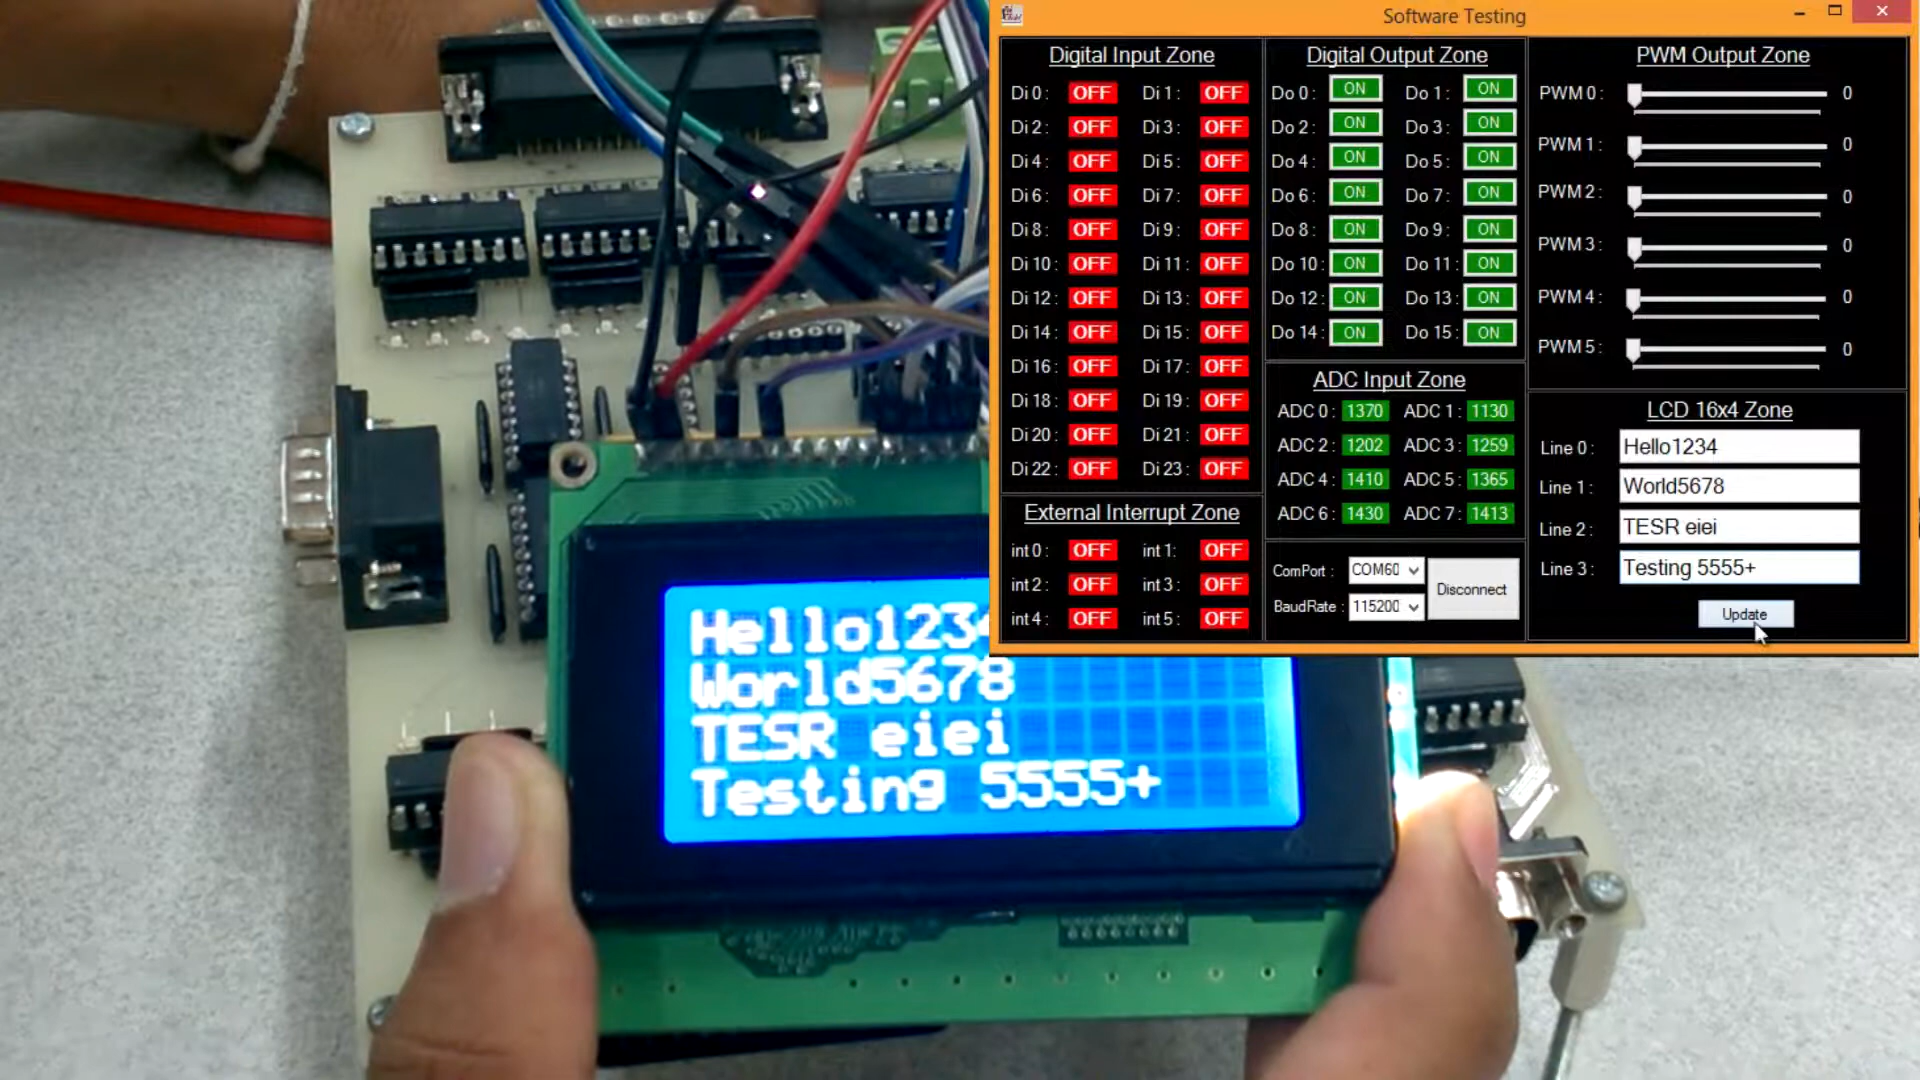 Software Testing
Digital Input Zone
Di 0 : OFF Di 1 : OFF
Di 2 : OFF Di 3 : OFF
Di 4 : OFF Di 5 : OFF
Di 6 : OFF Di 7 : OFF
Di 8 : OFF Di 9 : OFF
Di 10 : OFF Di 11 : OFF
Di 12 : OFF Di 13 : OFF
Di 14 : OFF Di 15 : OFF
Di 16 : OFF Di 17 : OFF
Di 18 : OFF Di 19 : OFF
Di 20 : OFF Di 21 : OFF
Di 22 : OFF Di 23 : OFF
External Interrupt Zone
int 0 : OFF int 1 : OFF
int 2 : OFF int 3 : OFF
int 4 : OFF int 5 : OFF
Digital Output Zone
Do 0 : ON Do 1 : ON
Do 2 : ON Do 3 : ON
Do 4 : ON Do 5 : ON
Do 6 : ON Do 7 : ON
Do 8 : ON Do 9 : ON
Do 10 : ON Do 11 : ON
Do 12 : ON Do 13 : ON
Do 14 : ON Do 15 : ON
ADC Input Zone
ADC 0 : 1370 ADC 1 : 1130
ADC 2 : 1202 ADC 3 : 1259
ADC 4 : 1410 ADC 5 : 1365
ADC 6 : 1430 ADC 7 : 1413
ComPort : COM60
BaudRate : 115200
Disconnect
PWM Output Zone
PWM 0 : 0
PWM 1 : 0
PWM 2 : 0
PWM 3 : 0
PWM 4 : 0
PWM 5 : 0
LCD 16x4 Zone
Line 0 : Hello1234
Line 1 : World5678
Line 2 : TESR eiei
Line 3 : Testing 5555+
Update
Hello1234
World5678
TESR eiei
Testing 5555+